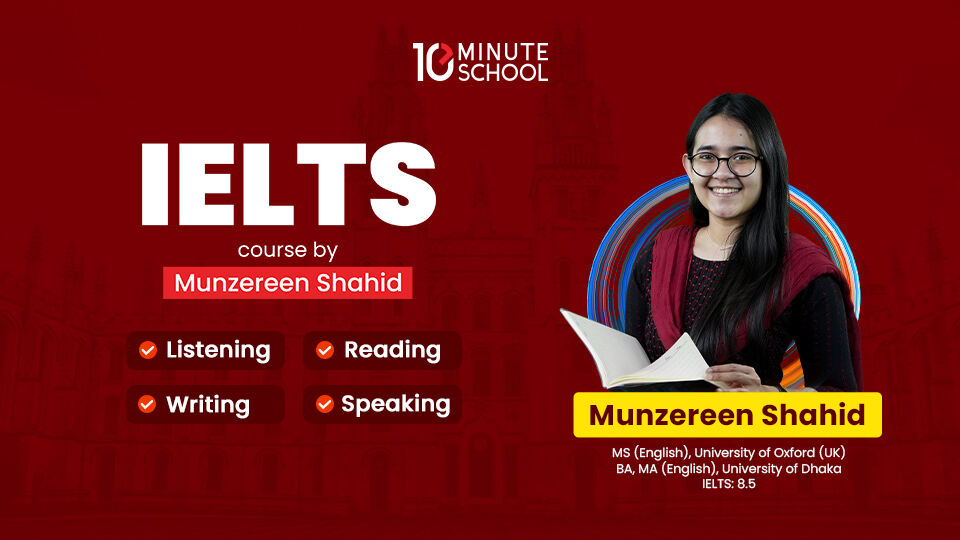 10 MINUTE
SCHOOL
IELTS
course by
Munzereen Shahid
Listening
Reading
Writing
Speaking
Munzereen Shahid
MS (English), University of Oxford (UK)
BA, MA (English), University of Dhaka
IELTS: 8.5